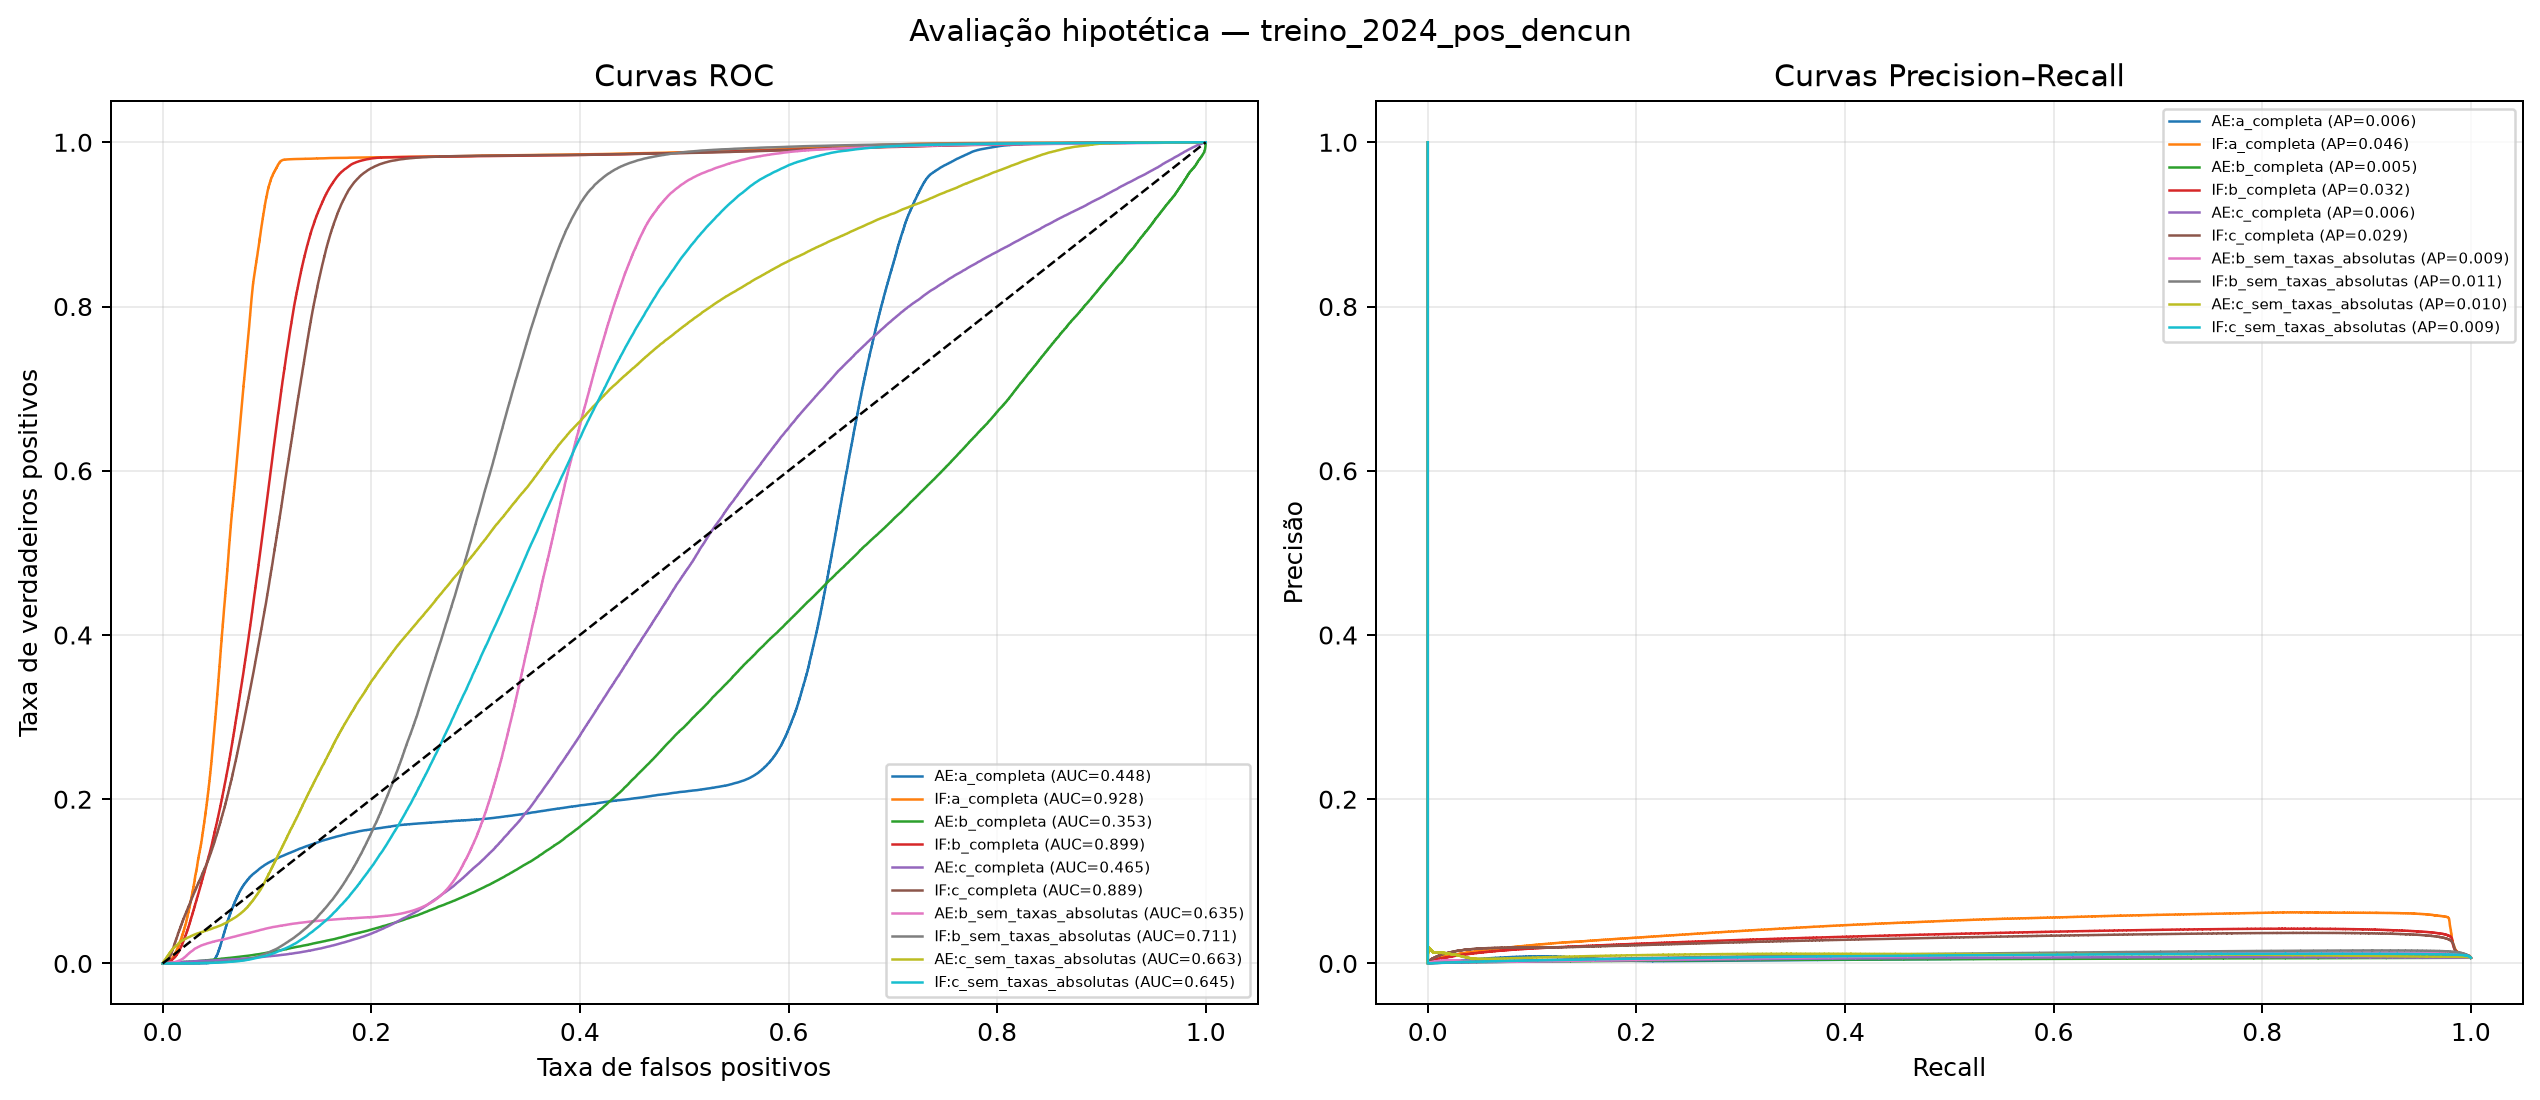 Avaliação hipotética — treino_2024_pos_dencun
Curvas ROC
Taxa de verdadeiros positivos
1.0
0.8
0.6
0.4
0.2
0.0
AE:a_completa (AUC=0.448)
IF:a_completa (AUC=0.928)
AE:b_completa (AUC=0.353)
IF:b_completa (AUC=0.899)
AE:c_completa (AUC=0.465)
IF:c_completa (AUC=0.889)
AE:b_sem_taxas_absolutas (AUC=0.635)
IF:b_sem_taxas_absolutas (AUC=0.711)
AE:c_sem_taxas_absolutas (AUC=0.663)
IF:c_sem_taxas_absolutas (AUC=0.645)
0.0 0.2 0.4 0.6 0.8 1.0
Taxa de falsos positivos
Curvas Precision–Recall
Precisão
1.0
0.8
0.6
0.4
0.2
0.0
AE:a_completa (AP=0.006)
IF:a_completa (AP=0.046)
AE:b_completa (AP=0.005)
IF:b_completa (AP=0.032)
AE:c_completa (AP=0.006)
IF:c_completa (AP=0.029)
AE:b_sem_taxas_absolutas (AP=0.009)
IF:b_sem_taxas_absolutas (AP=0.011)
AE:c_sem_taxas_absolutas (AP=0.010)
IF:c_sem_taxas_absolutas (AP=0.009)
0.0 0.2 0.4 0.6 0.8 1.0
Recall